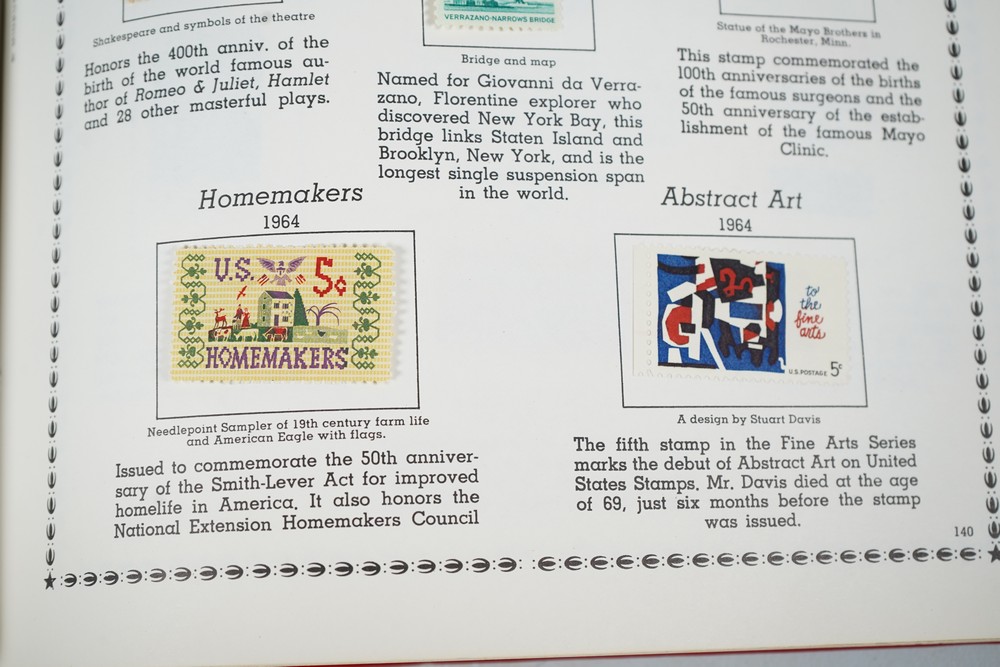 Shakespeare and symbols of the theatre
Honors the 400th anniv. of the
birth of the world famous au-
thor of Romeo & Juliet, Hamlet
and 28 other masterful plays.
VERRAZANO-NARROWS BRIDGE
Bridge and map
Named for Giovanni da Verra-
zano, Florentine explorer who
discovered New York Bay, this
bridge links Staten Island and
Brooklyn, New York, and is the
longest single suspension span
in the world.
Statue of the Mayo Brothers in
Rochester, Minn.
This stamp commemorated the
100th anniversaries of the births
of the famous surgeons and the
50th anniversary of the estab-
lishment of the famous Mayo
Clinic.
Homemakers
1964
U.S. 5¢
HOMEMAKERS
Needlepoint Sampler of 19th century farm life
and American Eagle with flags.
Issued to commemorate the 50th anniver-
sary of the Smith-Lever Act for improved
homelife in America. It also honors the
National Extension Homemakers Council
Abstract Art
1964
to
the
fine
arts
U.S. POSTAGE 5c
A design by Stuart Davis
The fifth stamp in the Fine Arts Series
marks the debut of Abstract Art on United
States Stamps. Mr. Davis died at the age
of 69, just six months before the stamp
was issued.
140